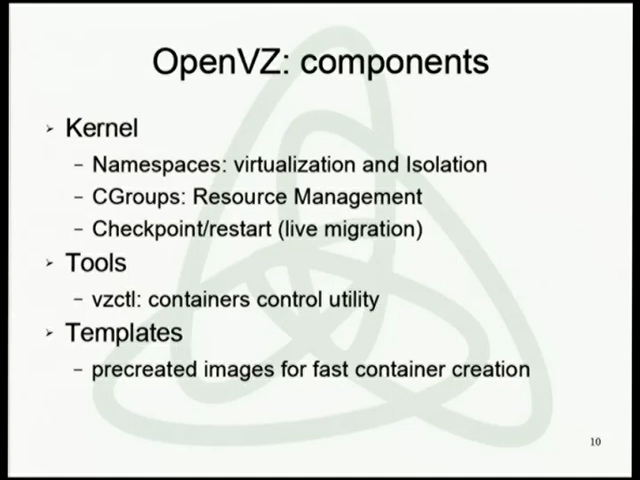 OpenVZ: components
➢ Kernel
– Namespaces: virtualization and Isolation
– CGroups: Resource Management
– Checkpoint/restart (live migration)
➢ Tools
– vzctl: containers control utility
➢ Templates
– precreated images for fast container creation
10